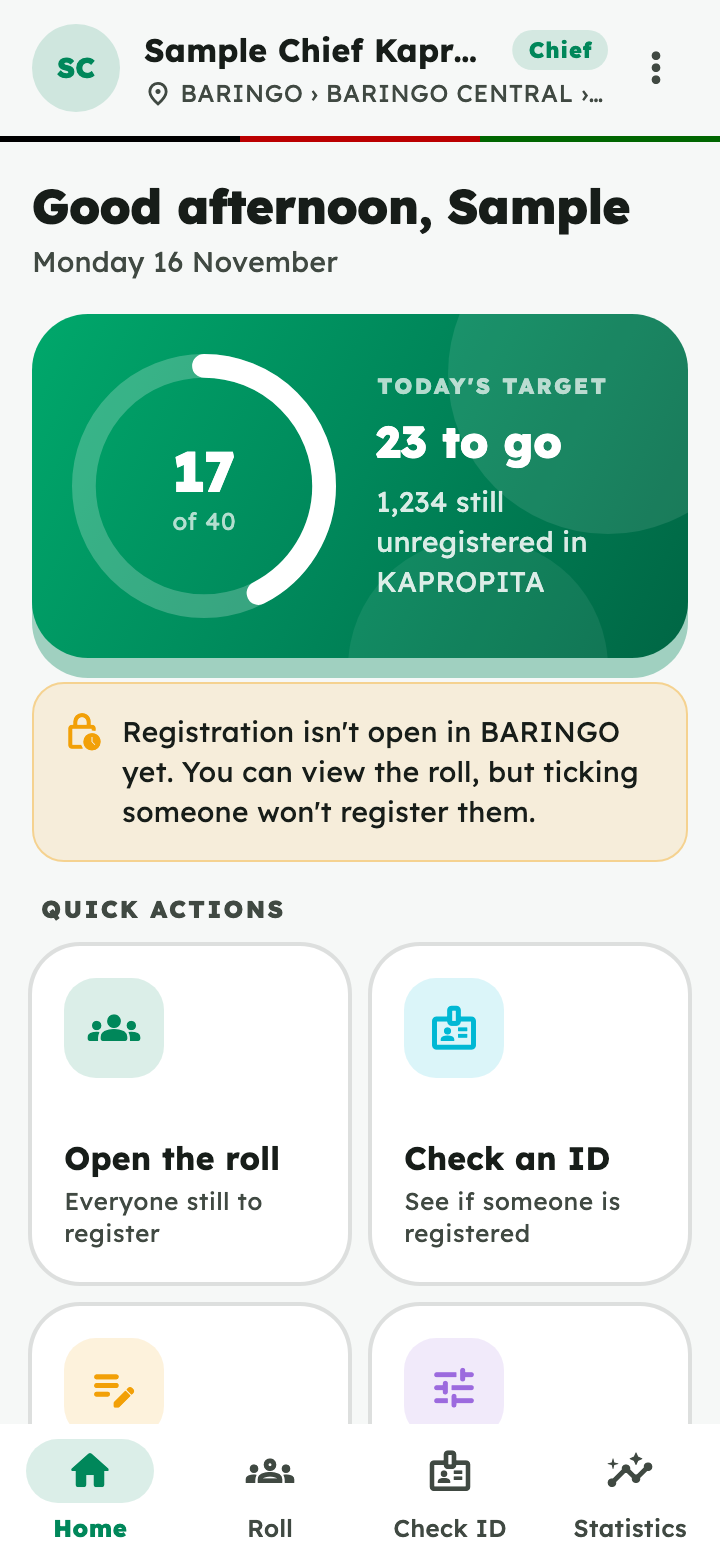 SC
Sample Chief Kapr...
Chief
BARINGO › BARINGO CENTRAL ›...
Good afternoon, Sample
Monday 16 November
17
of 40
TODAY'S TARGET
23 to go
1,234 still
unregistered in
KAPROPITA
Registration isn't open in BARINGO
yet. You can view the roll, but ticking
someone won't register them.
QUICK ACTIONS
Open the roll
Everyone still to
register
Check an ID
See if someone is
registered
Home
Roll
Check ID
Statistics